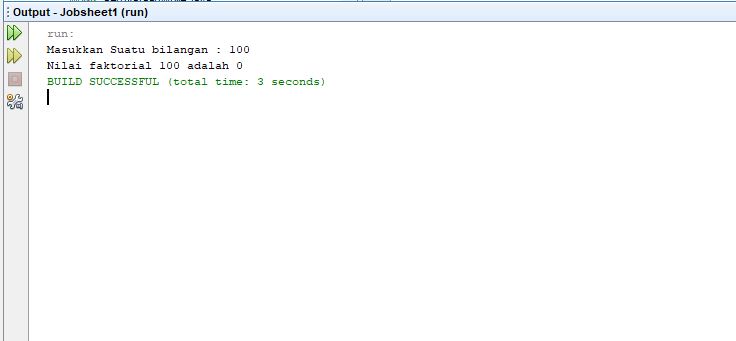 Output - Jobsheet1 (run)
run:
Masukkan Suatu bilangan : 100
Nilai faktorial 100 adalah 0
BUILD SUCCESSFUL (total time: 3 seconds)